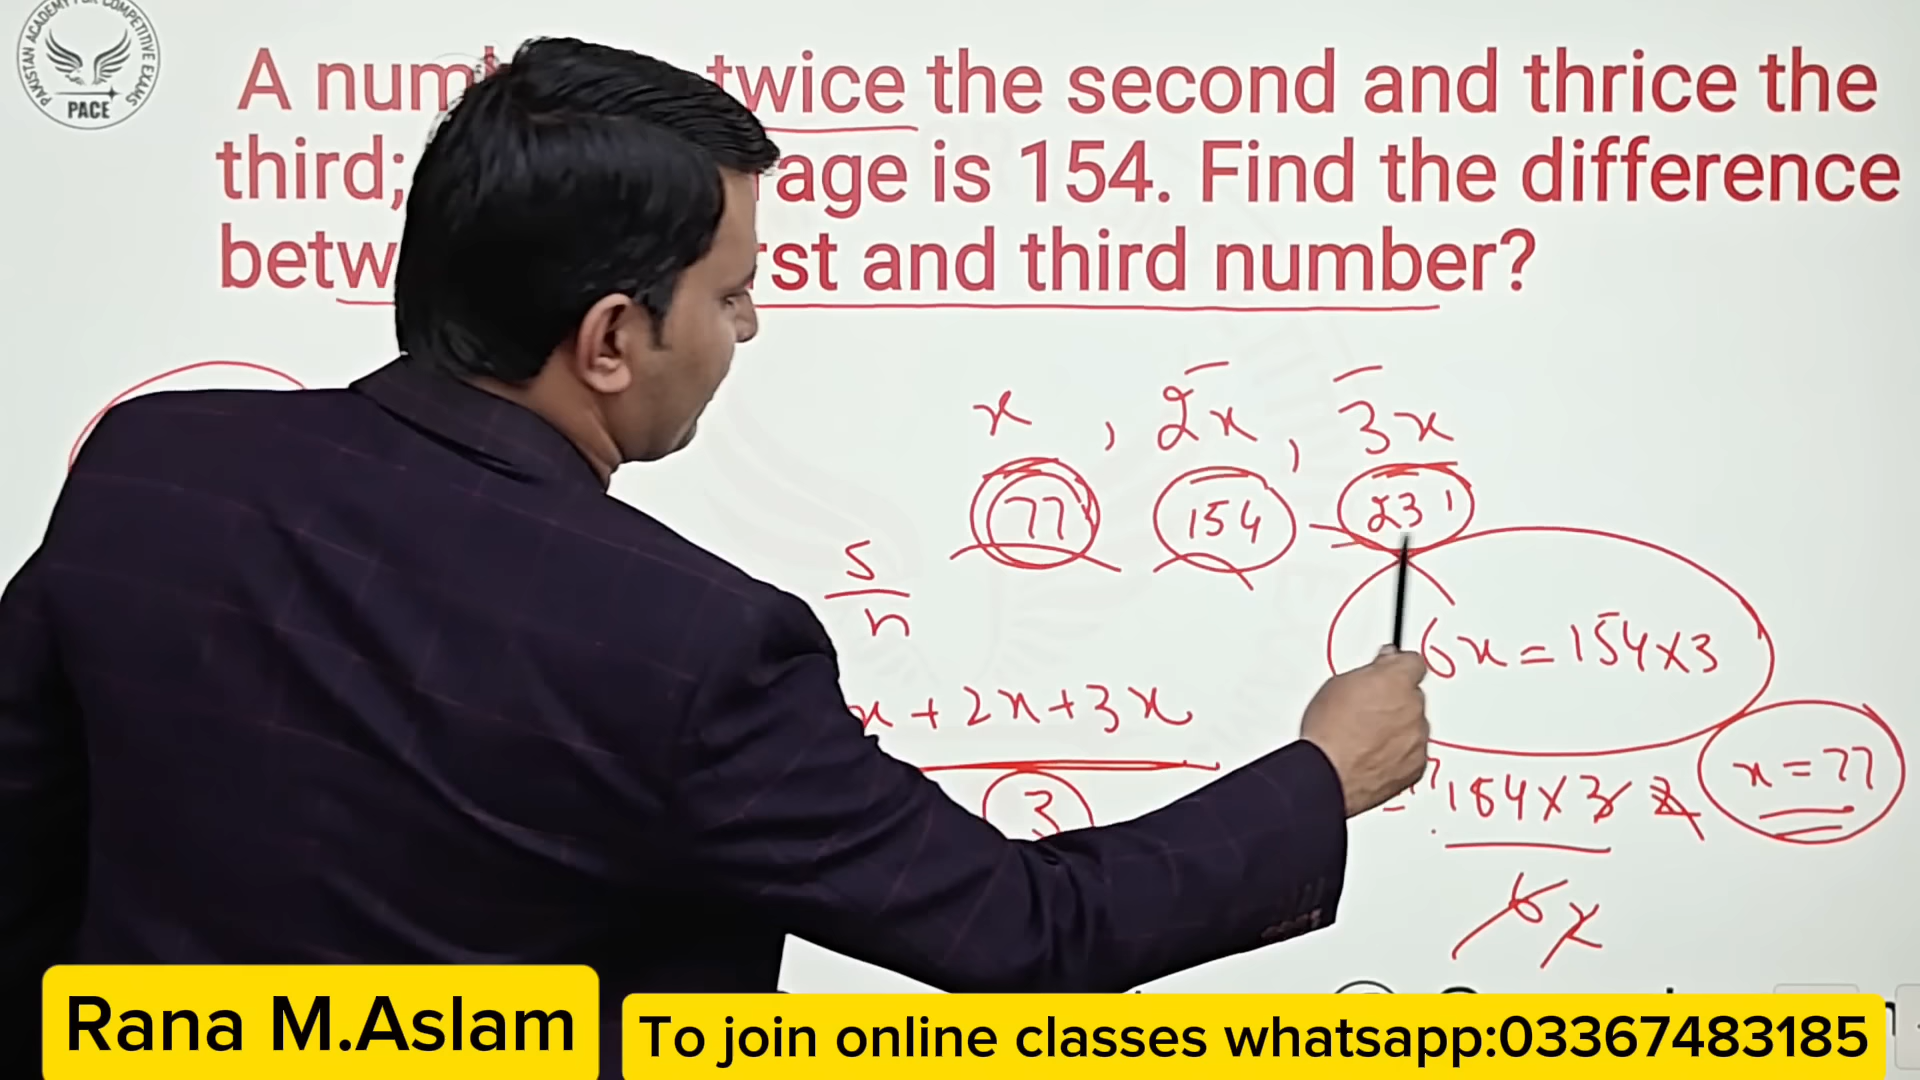 PAKISTAN ACADEMY FOR COMPETITIVE EXAMS
PACE
A num twice the second and thrice the
third; rage is 154. Find the difference
betw rst and third number?
x , 2x , 3x
77 154 231
S
n
6x = 154×3
x + 2x + 3x
3
154×3
6
x = 77
Rana M.Aslam
To join online classes whatsapp:03367483185